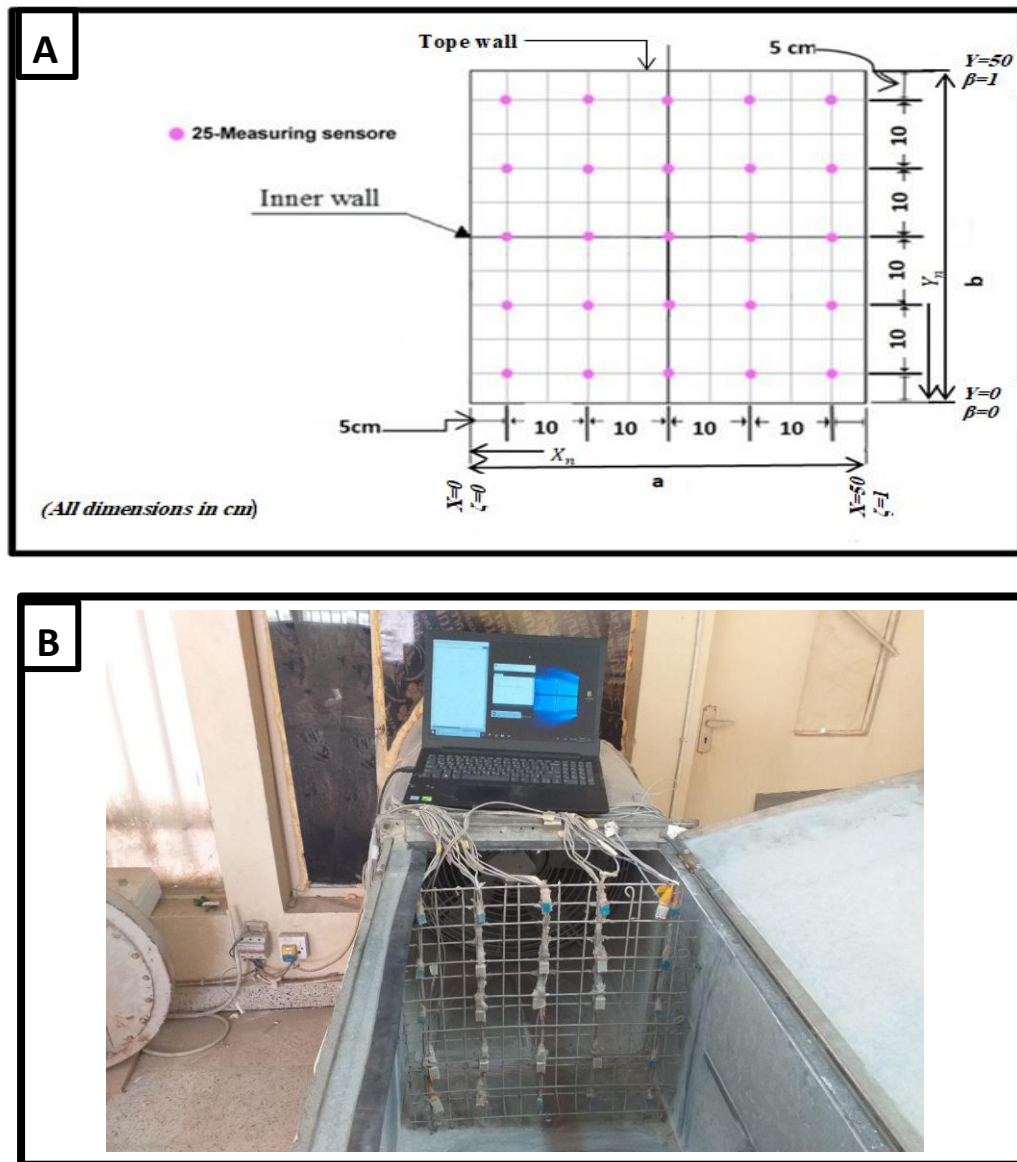 A
Tope wall
5 cm
Y=50
β=1
25-Measuring sensore
10
Inner wall
10
10
Yn
b
10
Y=0
β=0
5cm
10
10
10
10
Xn
a
X=0
ζ=0
X=50
ζ=1
(All dimensions in cm)
B